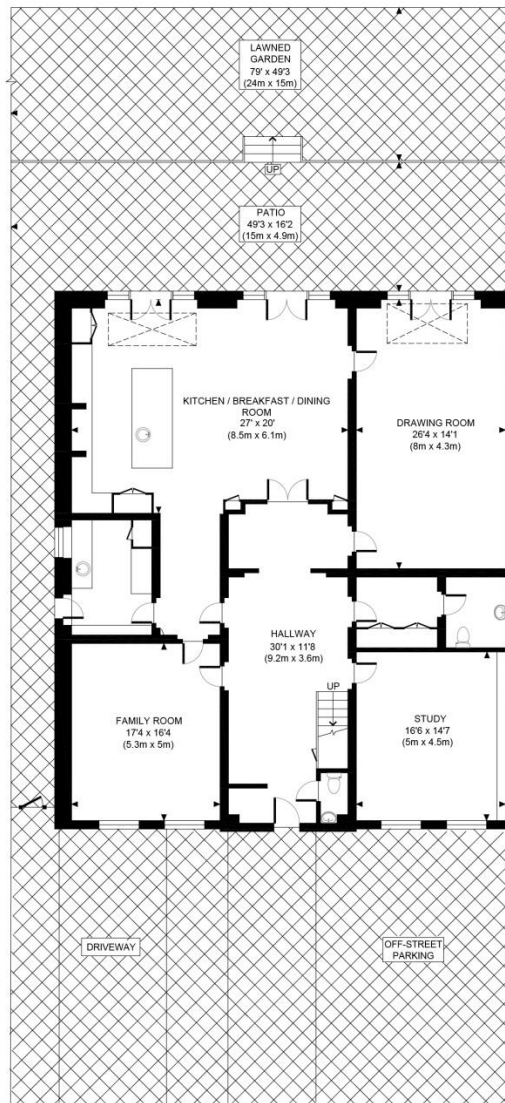 LAWNED
GARDEN
79' x 49'3
(24m x 15m)
UP
PATIO
49'3 x 16'2
(15m x 4.9m)
KITCHEN / BREAKFAST / DINING
ROOM
27' x 20'
(8.5m x 6.1m)
DRAWING ROOM
26'4 x 14'1
(8m x 4.3m)
HALLWAY
30'1 x 11'8
(9.2m x 3.6m)
UP
FAMILY ROOM
17'4 x 16'4
(5.3m x 5m)
STUDY
16'6 x 14'7
(5m x 4.5m)
DRIVEWAY
OFF-STREET
PARKING